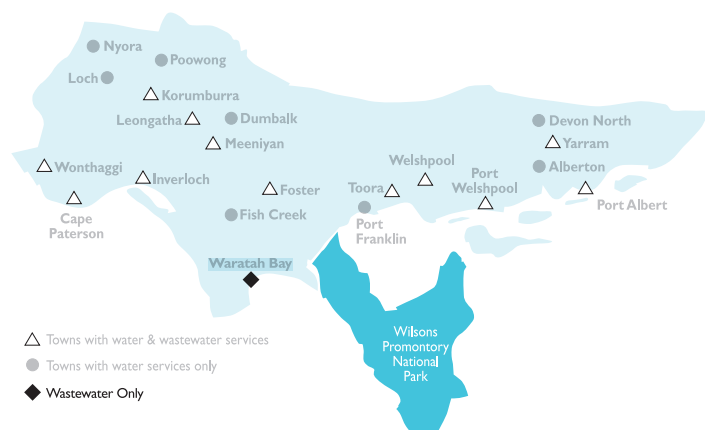 Nyora
Poowong
Loch
Korumburra
Leongatha
Dumbalk
Devon North
Meeniyan
Yarram
Welshpool
Wonthaggi
Alberton
Port
Welshpool
Inverloch
Foster
Toora
Port Albert
Cape
Paterson
Fish Creek
Port
Franklin
Waratah Bay
Wilsons
Promontory
National
Park
Towns with water & wastewater services
Towns with water services only
Wastewater Only